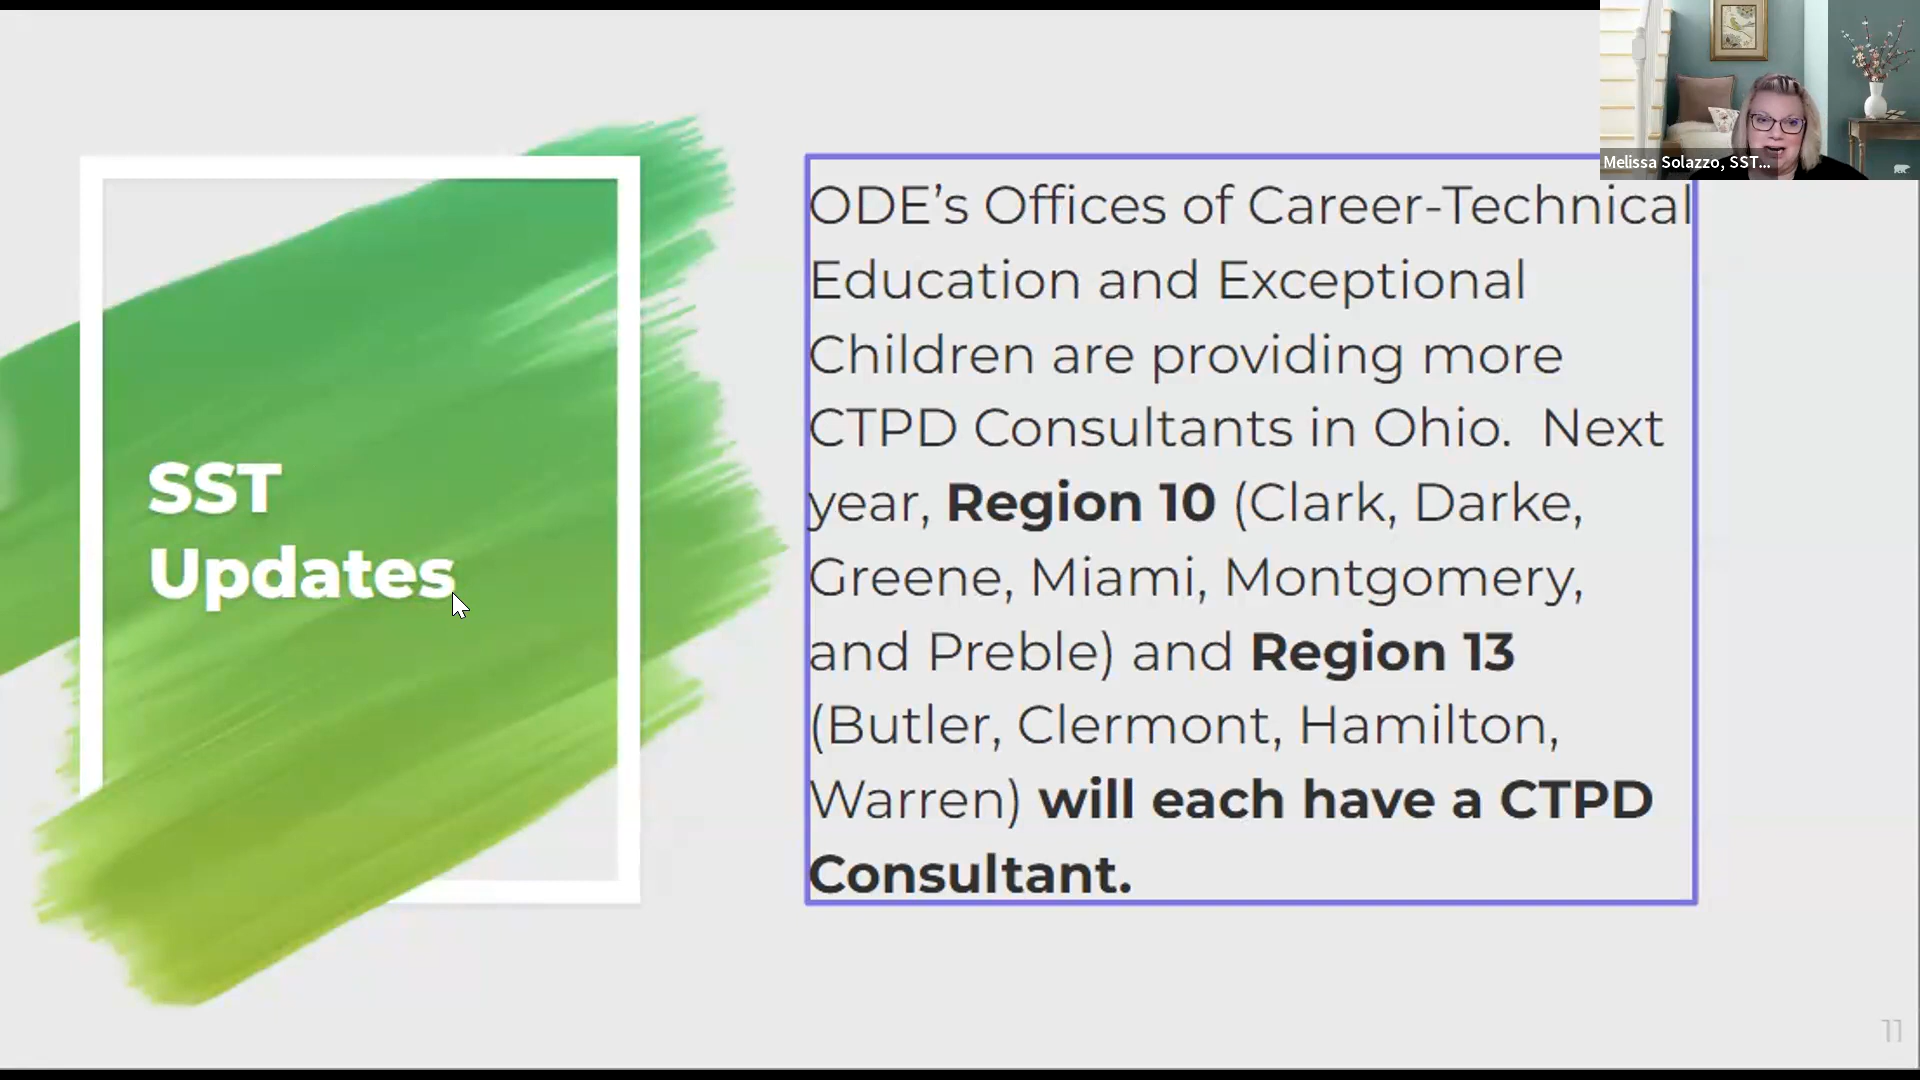 Melissa Solazzo, SST...
SST
Updates
ODE’s Offices of Career-Technical
Education and Exceptional
Children are providing more
CTPD Consultants in Ohio.  Next
year, Region 10 (Clark, Darke,
Greene, Miami, Montgomery,
and Preble) and Region 13
(Butler, Clermont, Hamilton,
Warren) will each have a CTPD
Consultant.
11